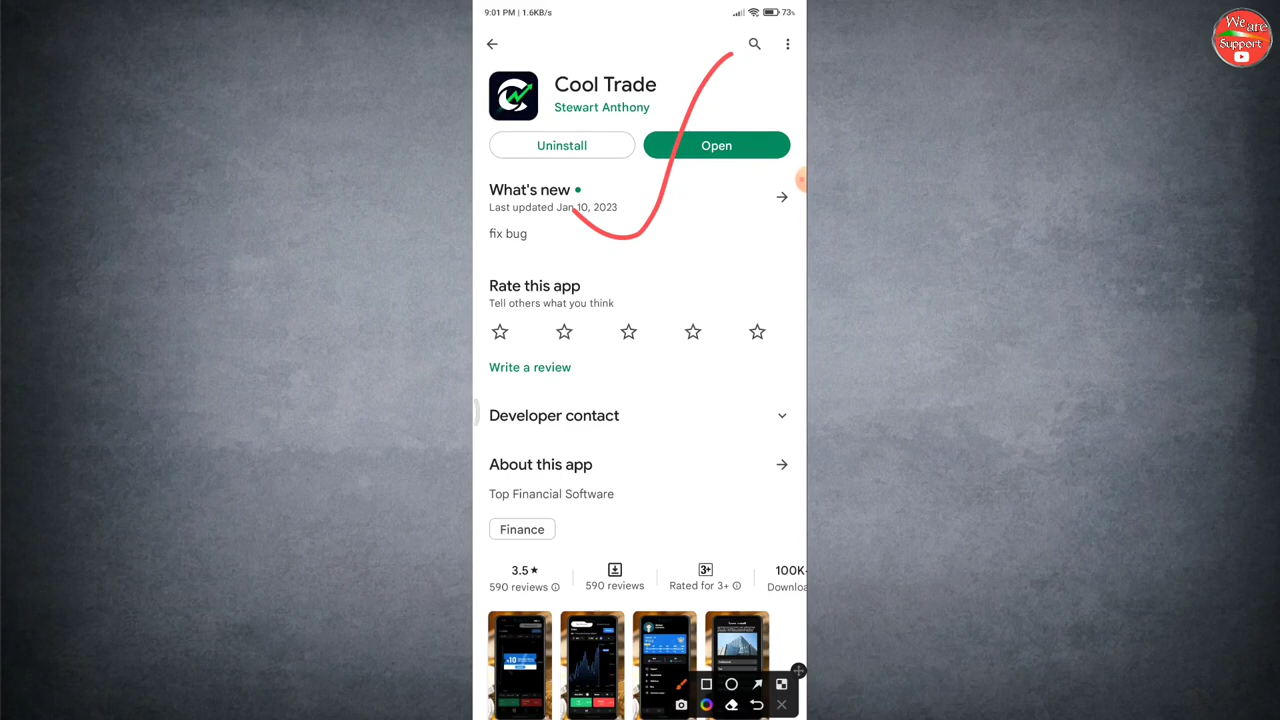 9:01 PM | 1.6KB/s
73%
We are
Support
Cool Trade
Stewart Anthony
Uninstall
Open
What's new
Last updated Jan 10, 2023
fix bug
Rate this app
Tell others what you think
Write a review
Developer contact
About this app
Top Financial Software
Finance
3.5★
590 reviews
590 reviews
3+
Rated for 3+
100K
Downloa
$10